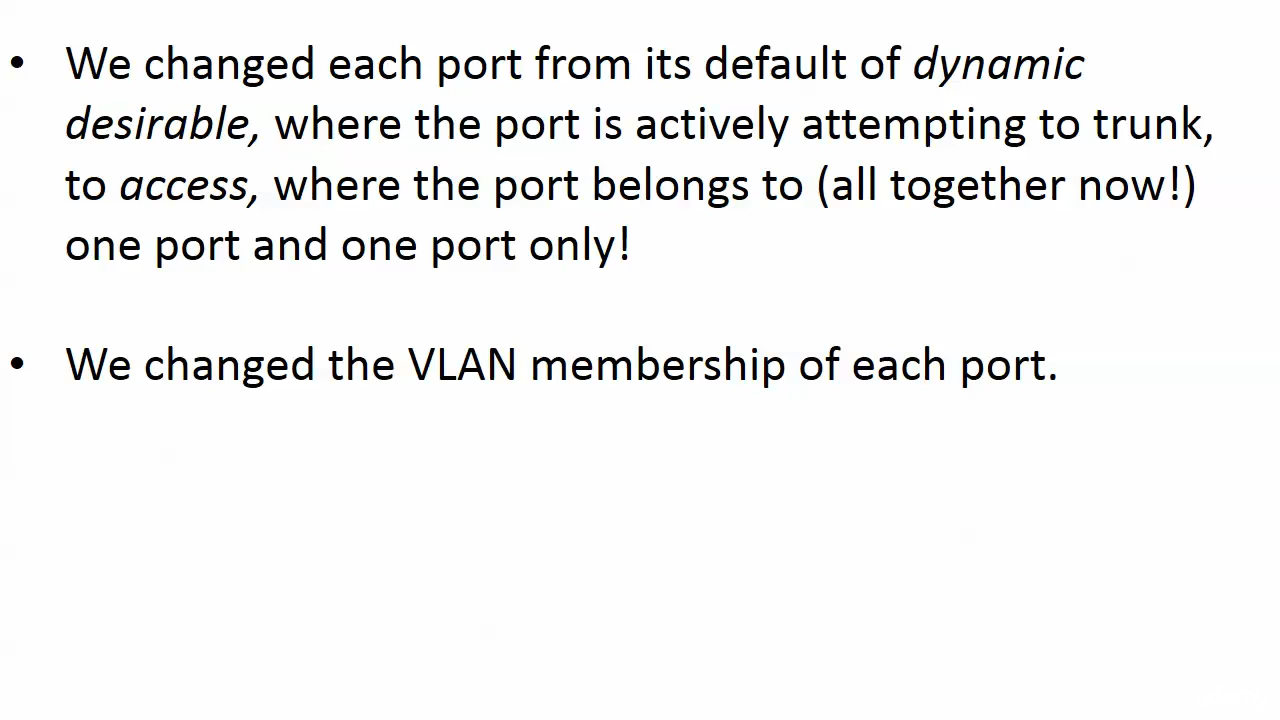 • We changed each port from its default of dynamic
desirable, where the port is actively attempting to trunk,
to access, where the port belongs to (all together now!)
one port and one port only!
• We changed the VLAN membership of each port.